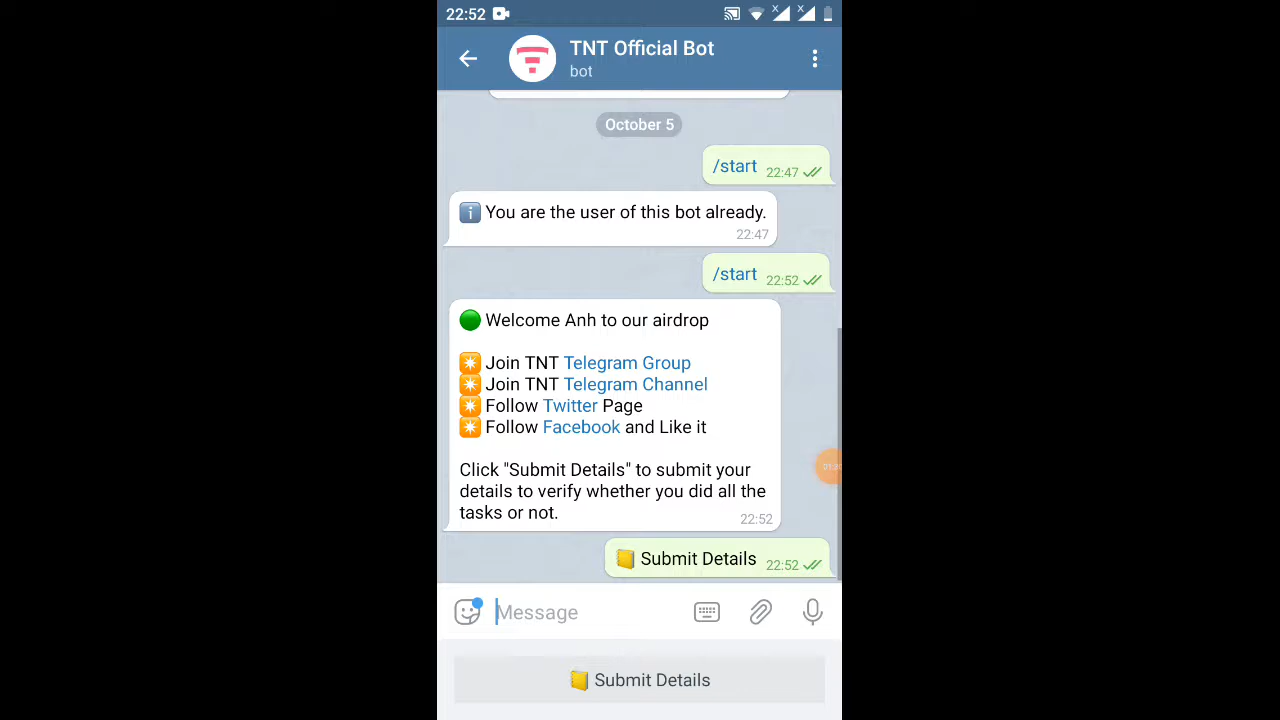 22:52
TNT Official Bot
bot
October 5
/start 22:47
You are the user of this bot already.
22:47
/start 22:52
Welcome Anh to our airdrop
Join TNT Telegram Group
Join TNT Telegram Channel
Follow Twitter Page
Follow Facebook and Like it
Click "Submit Details" to submit your
details to verify whether you did all the
tasks or not.
22:52
Submit Details 22:52
Message
Submit Details